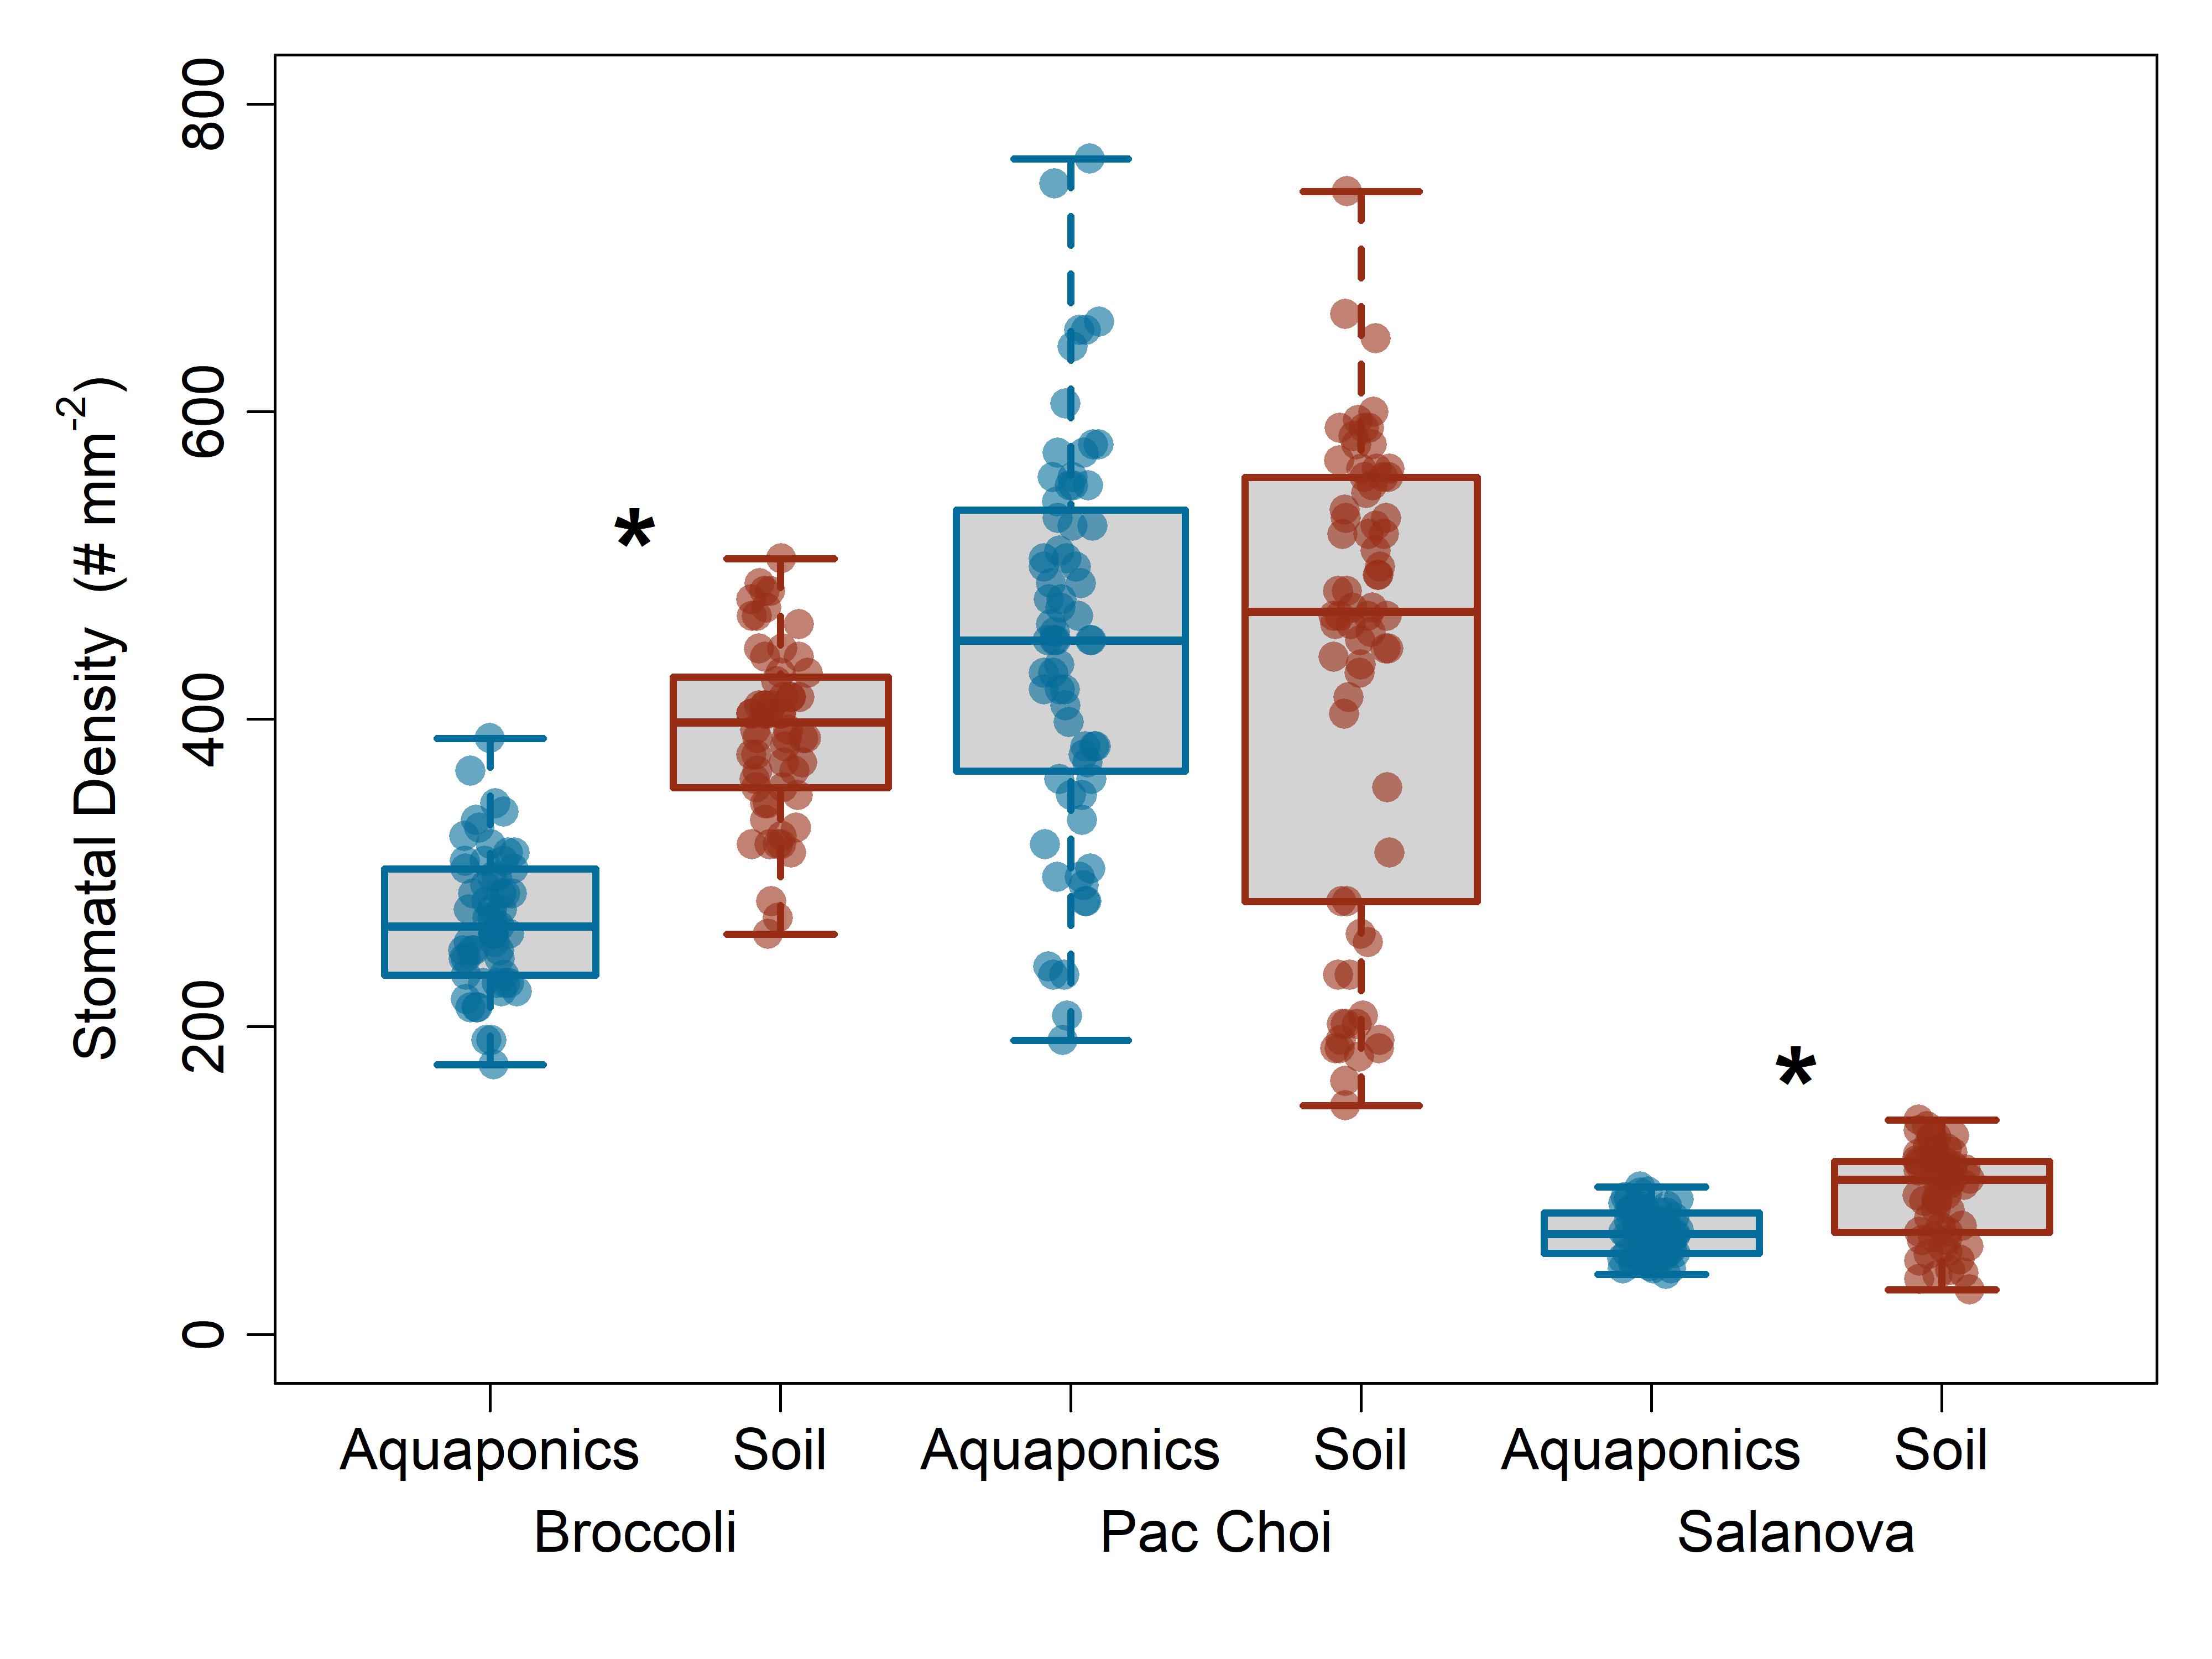 Stomatal Density (# mm-2)
800
600
400
200
0
*
*
Aquaponics Soil Aquaponics Soil Aquaponics Soil
Broccoli Pac Choi Salanova